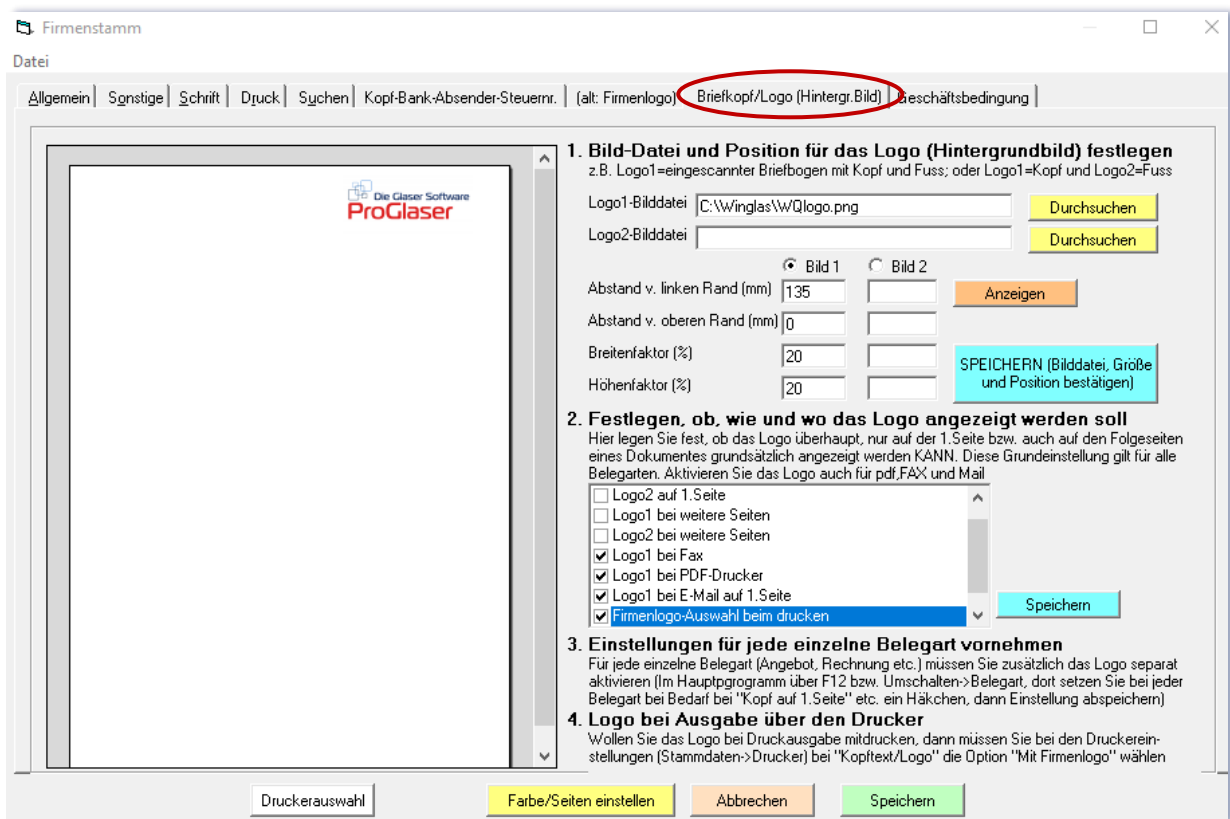 Firmenstamm
Datei
Allgemein Sonstige Schrift Druck Suchen Kopf-Bank-Absender-Steuernr. (alt: Firmenlogo) Briefkopf/Logo (Hintergr.Bild) Geschäftsbedingung
Die Glaser Software
ProGlaser
1. Bild-Datei und Position für das Logo (Hintergrundbild) festlegen
z.B. Logo1=eingescannter Briefbogen mit Kopf und Fuss; oder Logo1=Kopf und Logo2=Fuss
Logo1-Bilddatei C:\Winglas\WQlogo.png Durchsuchen
Logo2-Bilddatei Durchsuchen
Bild 1 Bild 2
Abstand v. linken Rand (mm) 135 Anzeigen
Abstand v. oberen Rand (mm) 0
Breitenfaktor (%) 20
Höhenfaktor (%) 20
SPEICHERN (Bilddatei, Größe
und Position bestätigen)
2. Festlegen, ob, wie und wo das Logo angezeigt werden soll
Hier legen Sie fest, ob das Logo überhaupt, nur auf der 1.Seite bzw. auch auf den Folgeseiten
eines Dokumentes grundsätzlich angezeigt werden KANN. Diese Grundeinstellung gilt für alle
Belegarten. Aktivieren Sie das Logo auch für pdf,FAX und Mail
Logo2 auf 1.Seite
Logo1 bei weitere Seiten
Logo2 bei weitere Seiten
Logo1 bei Fax
Logo1 bei PDF-Drucker
Logo1 bei E-Mail auf 1.Seite
Firmenlogo-Auswahl beim drucken
Speichern
3. Einstellungen für jede einzelne Belegart vornehmen
Für jede einzelne Belegart (Angebot, Rechnung etc.) müssen Sie zusätzlich das Logo separat
aktivieren (Im Hauptpgrogramm über F12 bzw. Umschalten->Belegart, dort setzen Sie bei jeder
Belegart bei Bedarf bei "Kopf auf 1.Seite" etc. ein Häkchen, dann Einstellung abspeichern)
4. Logo bei Ausgabe über den Drucker
Wollen Sie das Logo bei Druckausgabe mitdrucken, dann müssen Sie bei den Druckerein-
stellungen (Stammdaten->Drucker) bei "Kopftext/Logo" die Option "Mit Firmenlogo" wählen
Druckerauswahl Farbe/Seiten einstellen Abbrechen Speichern